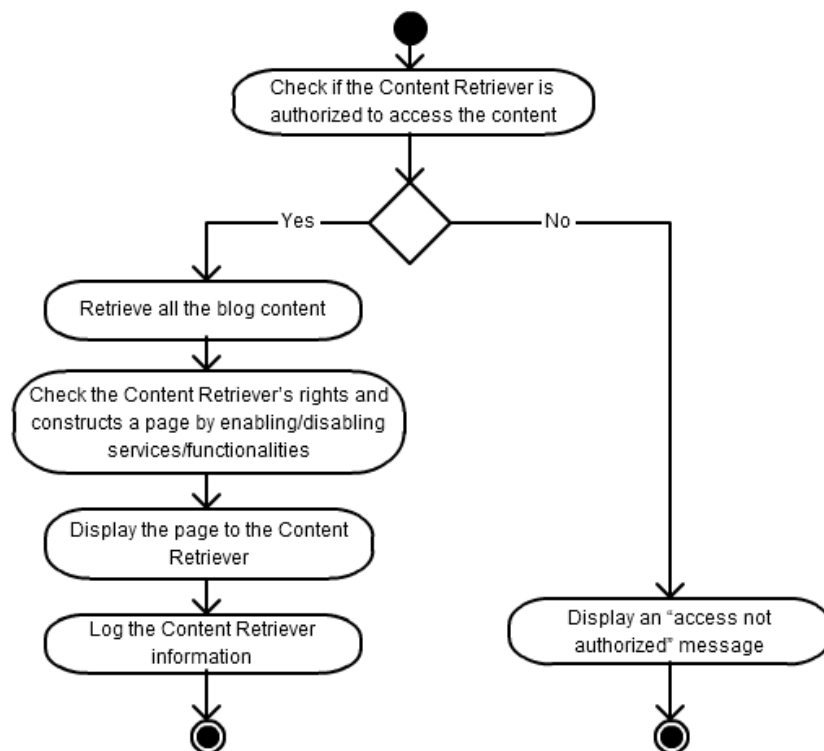 Check if the Content Retriever is
authorized to access the content
Yes
No
Retrieve all the blog content
Check the Content Retriever's rights and
constructs a page by enabling/disabling
services/functionalities
Display the page to the Content
Retriever
Log the Content Retriever
information
Display an “access not
authorized” message